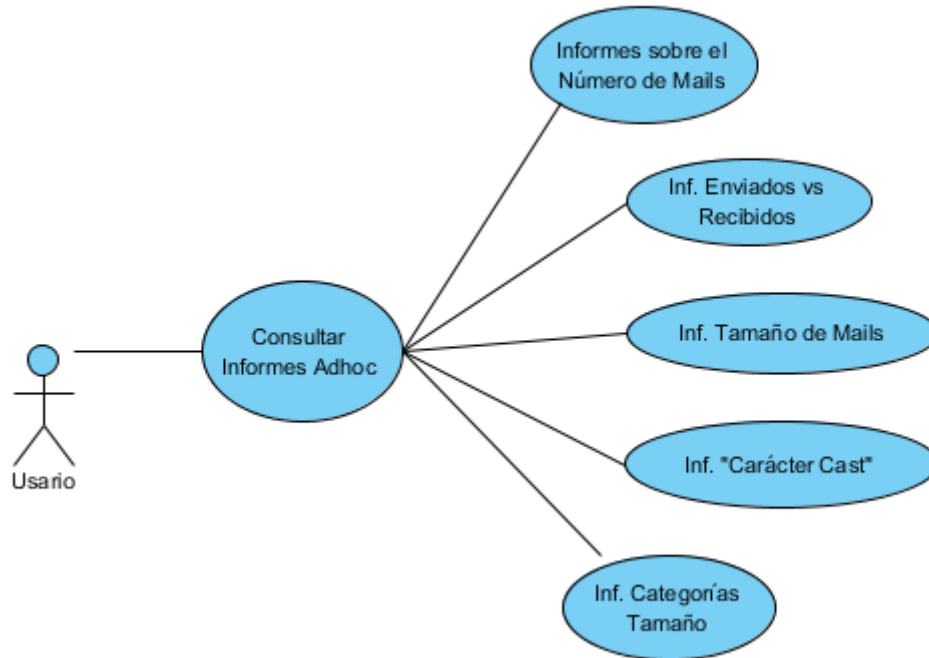 Informes sobre el
Número de Mails
Inf. Enviados vs
Recibidos
Consultar
Informes Adhoc
Inf. Tamaño de Mails
Inf. "Carácter Cast"
Usario
Inf. Categorías
Tamaño